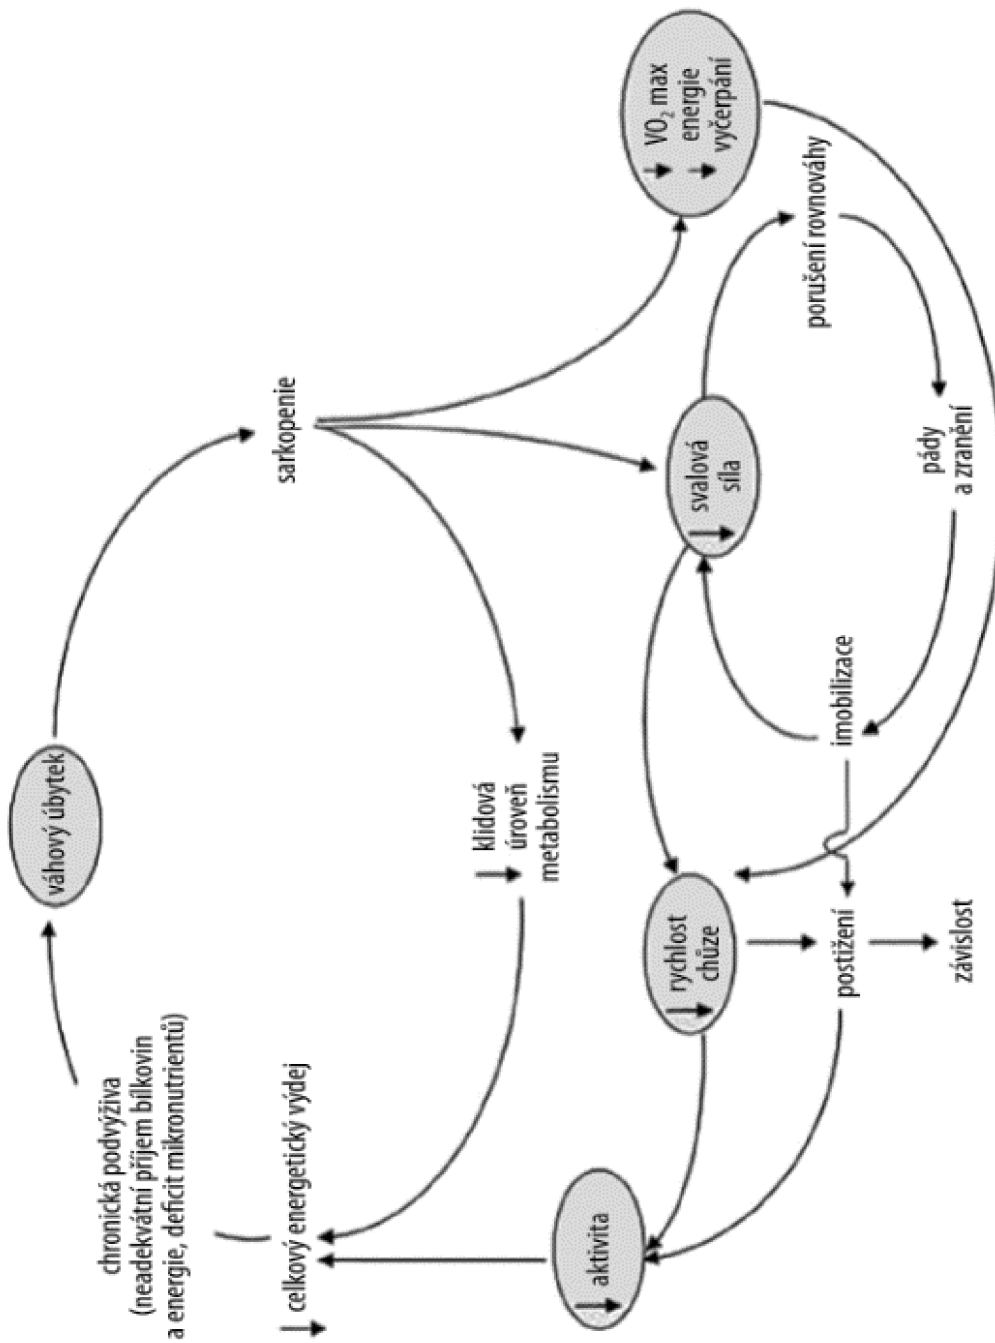 chronická podvýživa
(neadekvátní příjem bílkovin
a energie, deficit mikronutrientů)
váhový úbytek
sarkopenie
↓ celkový energetický výdej
↓ klidová
úroveň
metabolismu
↓ aktivita
↓ rychlost
chůze
↓ svalová
síla
↓ VO₂ max
energie
↓ vyčerpání
porušení rovnováhy
postižení
imobilizace
pády
a zranění
závislost